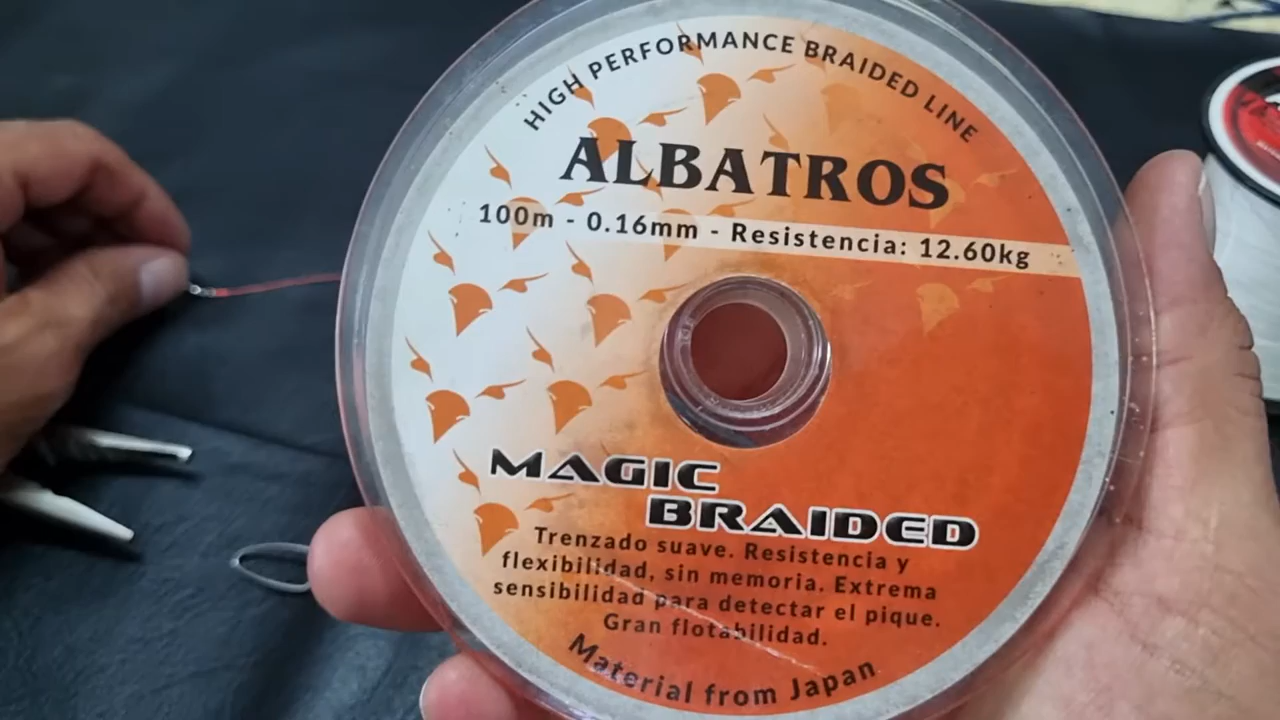 HIGH PERFORMANCE BRAIDED LINE
ALBATROS
100m - 0.16mm - Resistencia: 12.60kg
MAGIC
BRAIDED
Trenzado suave. Resistencia y
flexibilidad, sin memoria. Extrema
sensibilidad para detectar el pique.
Gran flotabilidad.
Material from Japan